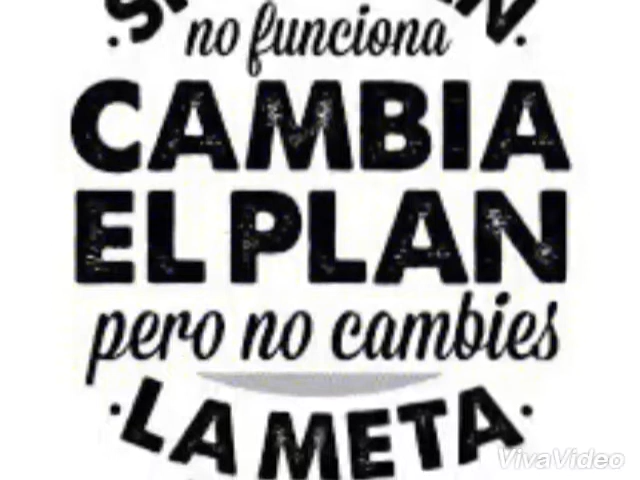 no funciona
CAMBIA
EL PLAN
pero no cambies
LA META
VivaVideo